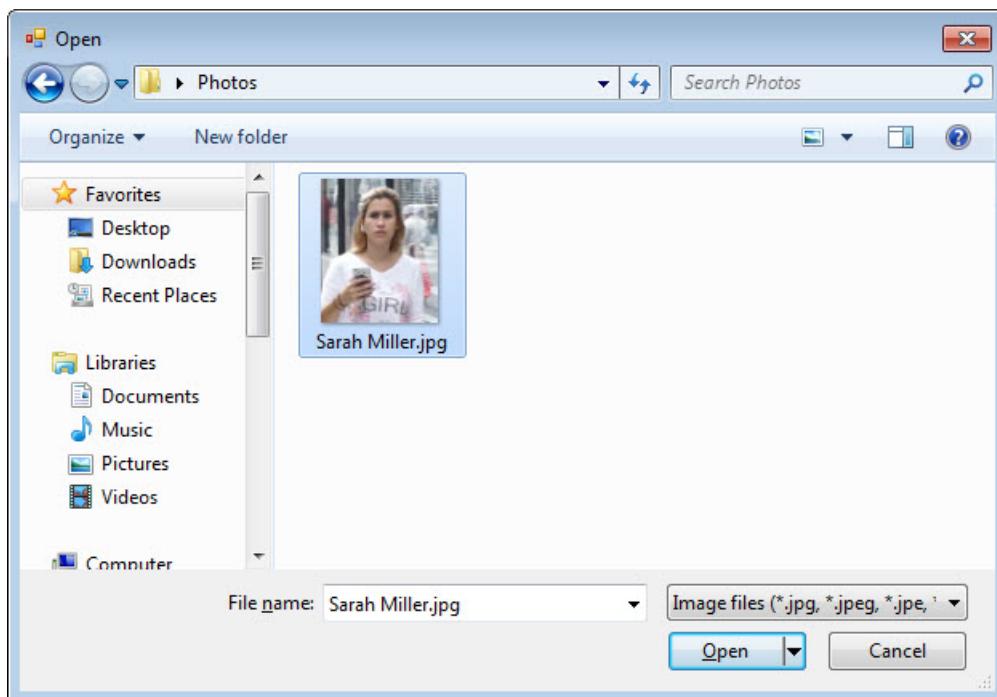 Open
Photos
Search Photos
Organize
New folder
Favorites
Desktop
Downloads
Recent Places
Libraries
Documents
Music
Pictures
Videos
Computer
GIRL
Sarah Miller.jpg
File name: Sarah Miller.jpg
Image files (*.jpg, *.jpeg, *.jpe,
Open
Cancel